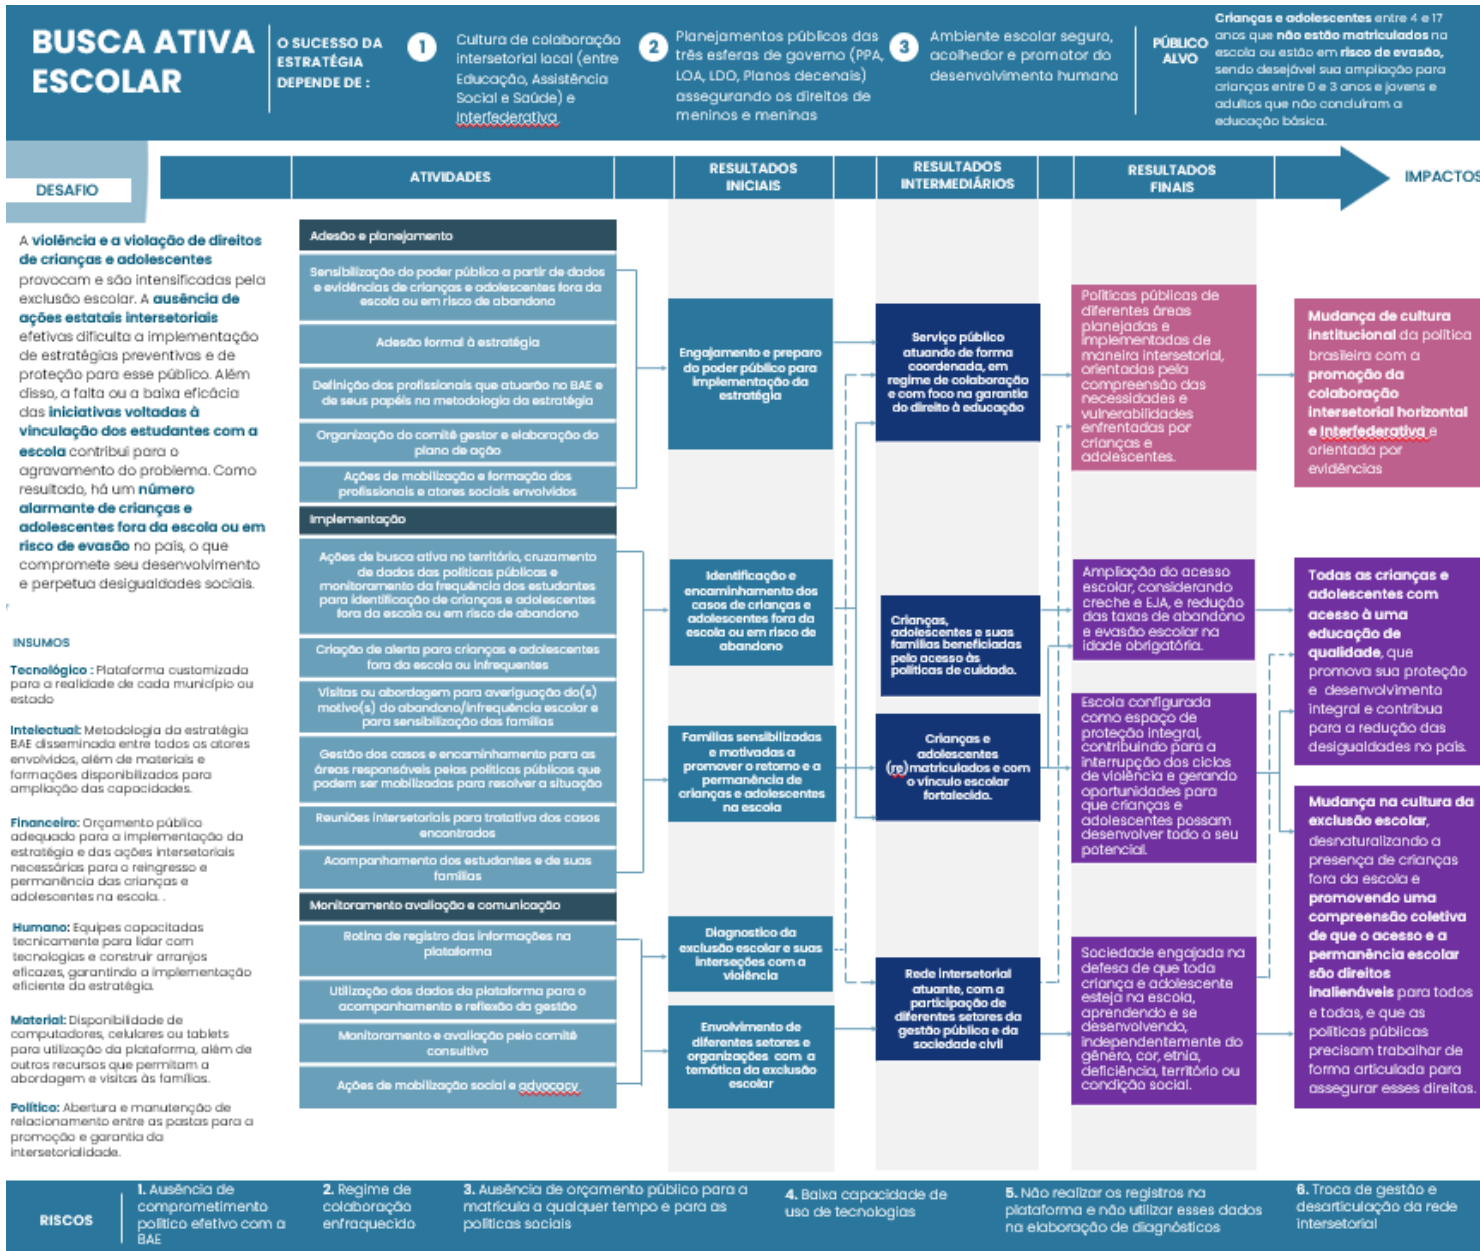 BUSCA ATIVA
ESCOLAR
O SUCESSO DA
ESTRATÉGIA
DEPENDE DE :
1
Cultura de colaboração
intersetorial local (entre
Educação, Assistência
Social e Saúde) e
Interfederativa
2
Planejamentos públicos das
três esferas de governo (PPA,
LOA, LDO, Planos decenais)
assegurando os direitos de
meninos e meninas
3
Ambiente escolar seguro,
acolhedor e promotor do
desenvolvimento humano
PÚBLICO
ALVO
Crianças e adolescentes entre 4 e 17
anos que não estão matriculados na
escola ou estão em risco de evasão,
sendo desejável sua ampliação para
crianças entre 0 e 3 anos e jovens e
adultos que não concluíram a
educação básica.
DESAFIO
ATIVIDADES
RESULTADOS
INICIAIS
RESULTADOS
INTERMEDIÁRIOS
RESULTADOS
FINAIS
IMPACTOS
A violência e a violação de direitos
de crianças e adolescentes
provocam e são intensificadas pela
exclusão escolar. A ausência de
ações estatais intersetoriais
efetivas dificulta a implementação
de estratégias preventivas e de
proteção para esse público. Além
disso, a falta ou a baixa eficácia
das iniciativas voltadas à
vinculação dos estudantes com a
escola contribui para o
agravamento do problema. Como
resultado, há um número
alarmante de crianças e
adolescentes fora da escola ou em
risco de evasão no país, o que
compromete seu desenvolvimento
e perpetua desigualdades sociais.
INSUMOS
Tecnológico : Plataforma customizada
para a realidade de cada município ou
estado
Intelectual: Metodologia da estratégia
BAE disseminada entre todos os atores
envolvidos, além de materiais e
formações disponibilizados para
ampliação das capacidades.
Financeiro: Orçamento público
adequado para a implementação da
estratégia e das ações intersetoriais
necessárias para o reingresso e
permanência das crianças e
adolescentes na escola. .
Humano: Equipes capacitadas
tecnicamente para lidar com
tecnologias e construir arranjos
eficazes, garantindo a implementação
eficiente da estratégia.
Material: Disponibilidade de
computadores, celulares ou tablets
para utilização da plataforma, além de
outros recursos que permitam a
abordagem e visitas às famílias.
Político: Abertura e manutenção de
relacionamento entre as pastas para a
promoção e garantia da
intersetorialidade.
Adesão e planejamento
Sensibilização do poder público a partir de dados
e evidências de crianças e adolescentes fora da
escola ou em risco de abandono
Adesão formal à estratégia
Definição dos profissionais que atuarão no BAE e
de seus papéis na metodologia da estratégia
Organização do comitê gestor e elaboração do
plano de ação
Ações de mobilização e formação dos
profissionais e atores sociais envolvidos
Implementação
Ações de busca ativa no território, cruzamento
de dados das políticas públicas e
monitoramento da frequência dos estudantes
para identificação de crianças e adolescentes
fora da escola ou em risco de abandono
Criação de alerta para crianças e adolescentes
fora da escola ou infrequentes
Visitas ou abordagem para averiguação do(s)
motivo(s) do abandono/infrequência escolar e
para sensibilização das famílias
Gestão dos casos e encaminhamento para as
áreas responsáveis pelas políticas públicas que
podem ser mobilizadas para resolver a situação
Reuniões intersetoriais para tratativa dos casos
encontrados
Acompanhamento dos estudantes e de suas
famílias
Monitoramento avaliação e comunicação
Rotina de registro das informações na
plataforma
Utilização dos dados da plataforma para o
acompanhamento e reflexão da gestão
Monitoramento e avaliação pelo comitê
consultivo
Ações de mobilização social e advocacy
Engajamento e preparo
do poder público para
implementação da
estratégia
Identificação e
encaminhamento dos
casos de crianças e
adolescentes fora da
escola ou em risco de
abandono
Famílias sensibilizadas
e motivadas a
promover o retorno e a
permanência de
crianças e adolescentes
na escola
Diagnostico da
exclusão escolar e suas
interseções com a
violência
Envolvimento de
diferentes setores e
organizações com a
temática da exclusão
escolar
Serviço público
atuando de forma
coordenada, em
regime de colaboração
e com foco na garantia
do direito à educação
Crianças,
adolescentes e suas
famílias beneficiadas
pelo acesso às
políticas de cuidado.
Crianças e
adolescentes
(re)matriculados e com
o vínculo escolar
fortalecido.
Rede intersetorial
atuante, com a
participação de
diferentes setores da
gestão pública e da
sociedade civil
Políticas públicas de
diferentes áreas
planejadas e
implementadas de
maneira intersetorial,
orientadas pela
compreensão das
necessidades e
vulnerabilidades
enfrentadas por
crianças e
adolescentes.
Ampliação do acesso
escolar, considerando
creche e EJA, e redução
das taxas de abandono
e evasão escolar na
idade obrigatória.
Escola configurada
como espaço de
proteção integral,
contribuindo para a
interrupção dos ciclos
de violência e gerando
oportunidades para
que crianças e
adolescentes possam
desenvolver todo o seu
potencial.
Sociedade engajada na
defesa de que toda
criança e adolescente
esteja na escola,
aprendendo e se
desenvolvendo,
independentemente do
gênero, cor, etnia,
deficiência, território ou
condição social.
Mudança de cultura
institucional da política
brasileira com a
promoção da
colaboração
intersetorial horizontal
e Interfederativa e
orientada por
evidências
Todas as crianças e
adolescentes com
acesso à uma
educação de
qualidade, que
promova sua proteção
e desenvolvimento
integral e contribua
para a redução das
desigualdades no país.
Mudança na cultura da
exclusão escolar,
desnaturalizando a
presença de crianças
fora da escola e
promovendo uma
compreensão coletiva
de que o acesso e a
permanência escolar
são direitos
inalienáveis para todos
e todas, e que as
políticas públicas
precisam trabalhar de
forma articulada para
assegurar esses direitos.
RISCOS
1. Ausência de
comprometimento
político efetivo com a
BAE
2. Regime de
colaboração
enfraquecido
3. Ausência de orçamento público para a
matrícula a qualquer tempo e para as
políticas sociais
4. Baixa capacidade de
uso de tecnologias
5. Não realizar os registros na
plataforma e não utilizar esses dados
na elaboração de diagnósticos
6. Troca de gestão e
desarticulação da rede
intersetorial